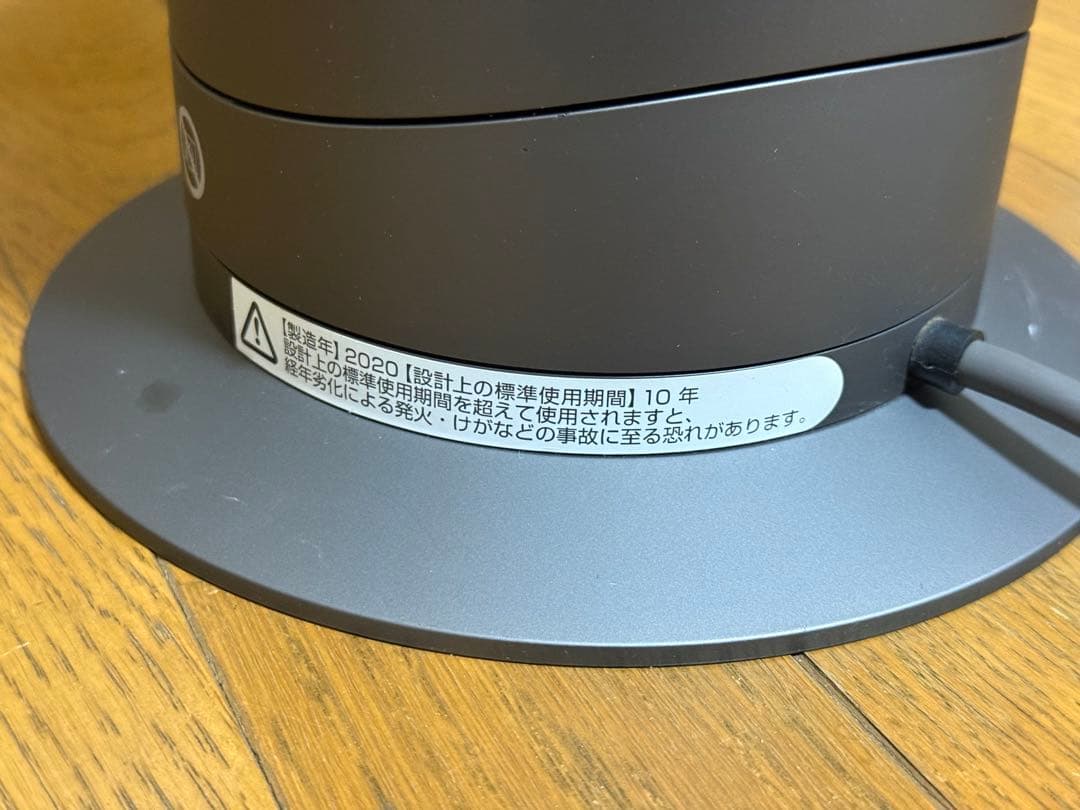 【製造年】2020【設計上の標準使用期間】10 年
設計上の標準使用期間を超えて使用されますと、
経年劣化による発火・けがなどの事故に至る恐れがあります。